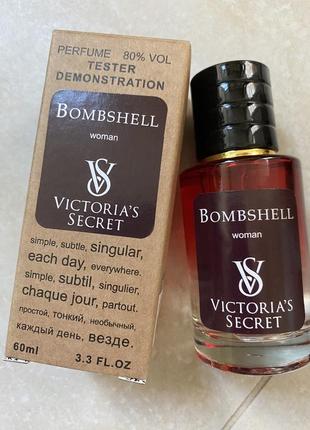 PERFUME 80% VOL
TESTER
DEMONSTRATION
BOMBSHELL
woman
VS
VICTORIA'S
SECRET
simple, subtle, singular,
each day, everywhere.
simple, subtil, singulier,
chaque jour, partout.
простой, тонкий, необычный,
каждый день, везде.
60ml 3.3 FL.OZ
BOMBSHELL
woman
VS
VICTORIA'S
SECRET